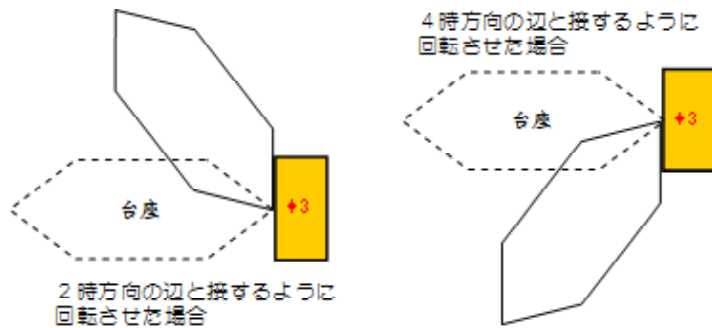 台座
♦3
２時方向の辺と接するように
回転させた場合
４時方向の辺と接するように
回転させた場合
台座
♦3